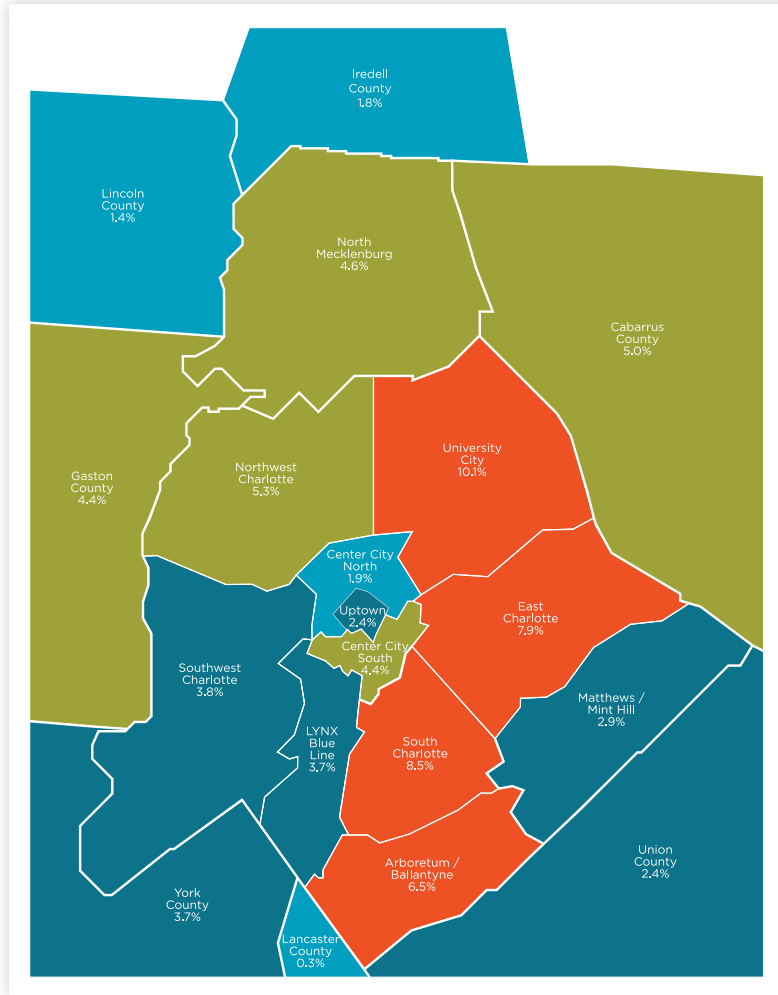 Iredell
County
1.8%
Lincoln
County
1.4%
North
Mecklenburg
4.6%
Cabarrus
County
5.0%
University
City
10.1%
Northwest
Charlotte
5.3%
Gaston
County
4.4%
Center City
North
1.9%
Uptown
2.4%
East
Charlotte
7.9%
Center City
South
4.4%
Southwest
Charlotte
3.8%
Matthews /
Mint Hill
2.9%
LYNX
Blue
Line
3.7%
South
Charlotte
8.5%
Union
County
2.4%
Arboretum /
Ballantyne
6.5%
York
County
3.7%
Lancaster
County
0.3%